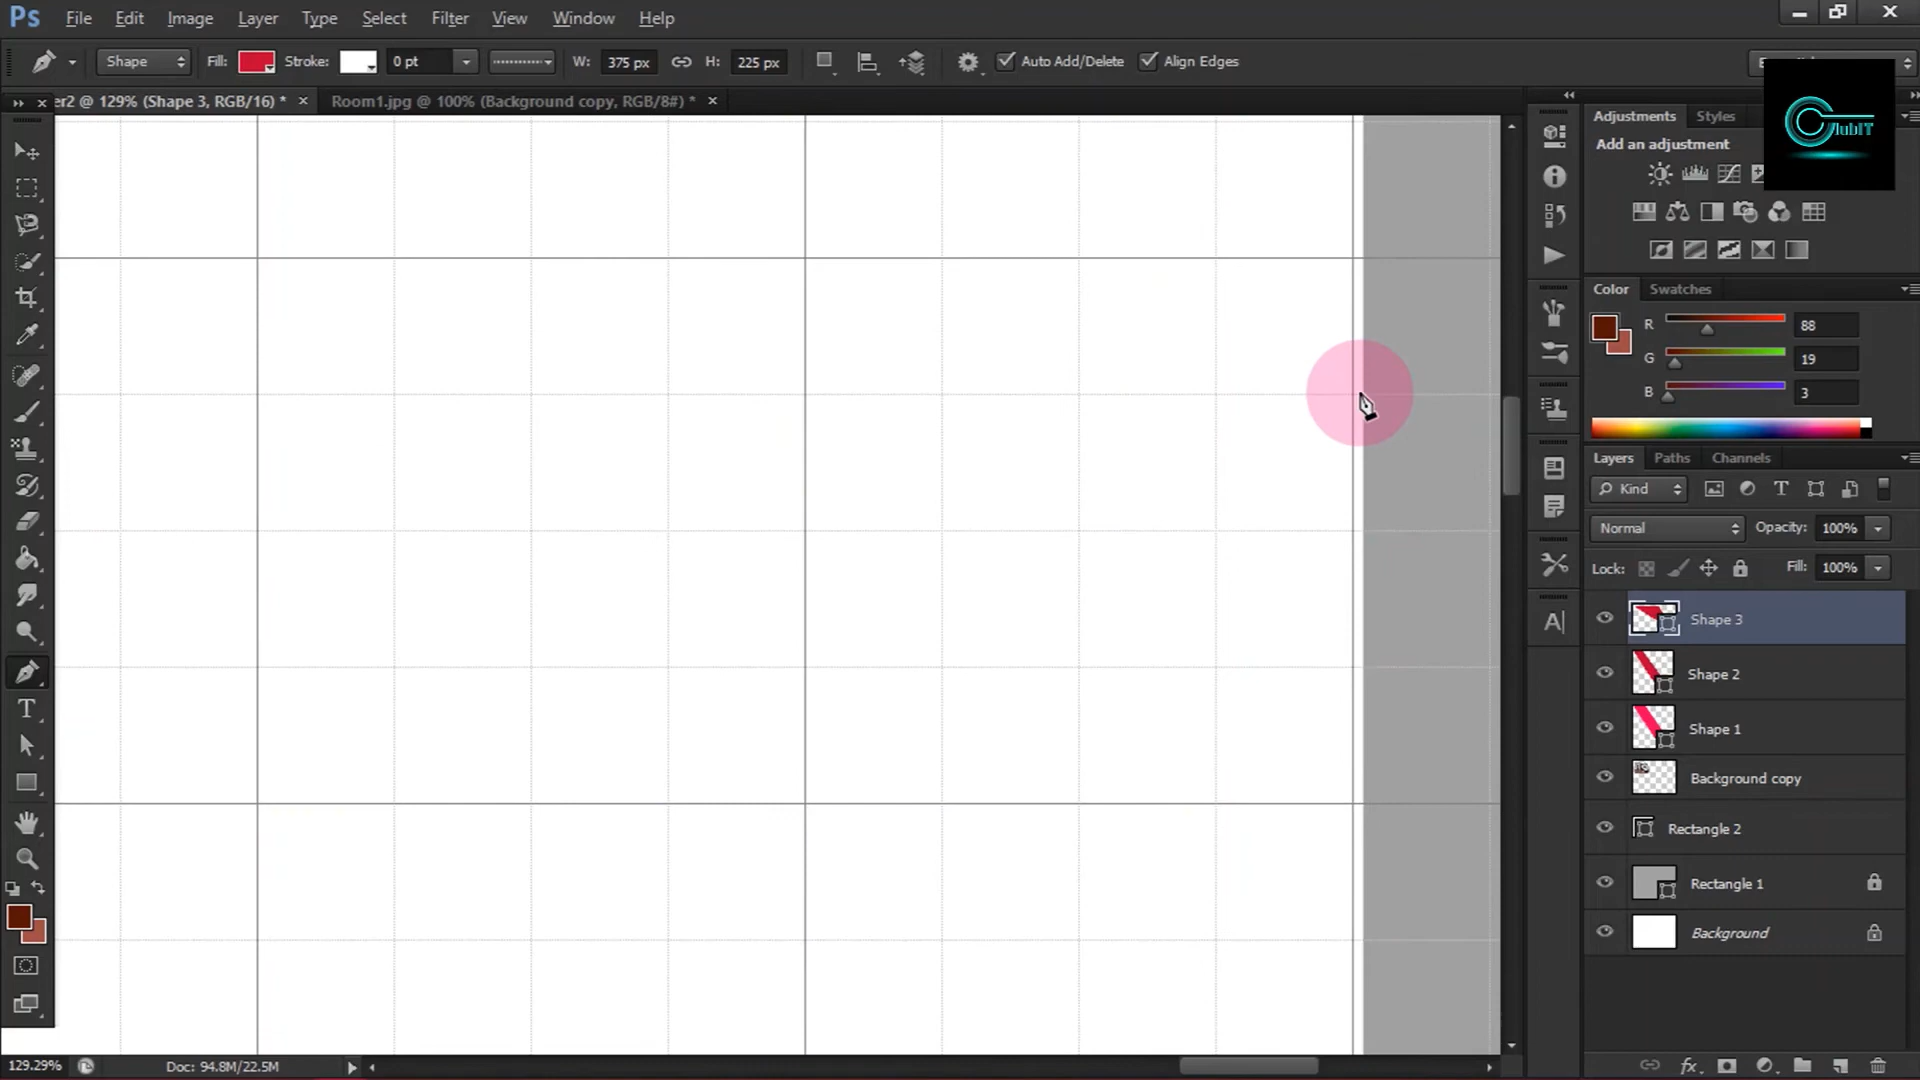 Ps File Edit Image Layer Type Select Filter View Window Help
Shape Fill: Stroke: 0 pt W: 375 px H: 225 px Auto Add/Delete Align Edges
er2 @ 129% (Shape 3, RGB/16) * × Room1.jpg @ 100% (Background copy, RGB/8#) * ×
Adjustments Styles
lubIT
Add an adjustment
Color Swatches
R 88
G 19
B 3
Layers Paths Channels
Kind
Normal Opacity: 100%
Lock: Fill: 100%
Shape 3
Shape 2
Shape 1
Background copy
Rectangle 2
Rectangle 1
Background
129.29% Doc: 94.8M/22.5M